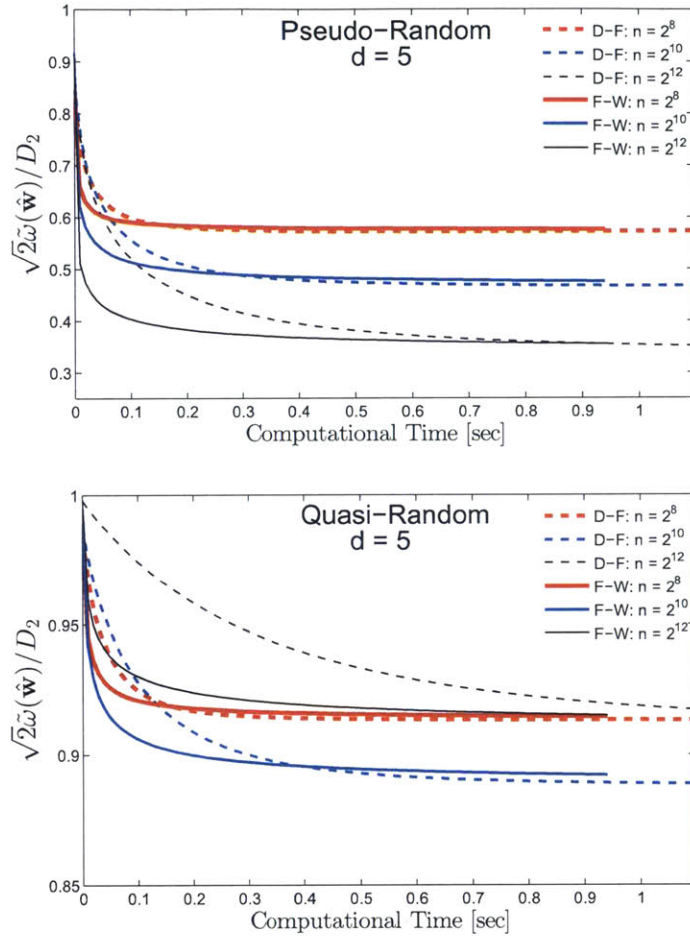 Pseudo-Random
d = 5
D-F: n = 2^8
D-F: n = 2^10
D-F: n = 2^12
F-W: n = 2^8
F-W: n = 2^10
F-W: n = 2^12
√2ω̃(ŵ)/D₂
1
0.9
0.8
0.7
0.6
0.5
0.4
0.3
0 0.1 0.2 0.3 0.4 0.5 0.6 0.7 0.8 0.9 1
Computational Time [sec]
Quasi-Random
d = 5
D-F: n = 2^8
D-F: n = 2^10
D-F: n = 2^12
F-W: n = 2^8
F-W: n = 2^10
F-W: n = 2^12
√2ω̃(ŵ)/D₂
1
0.95
0.9
0.85
0 0.1 0.2 0.3 0.4 0.5 0.6 0.7 0.8 0.9 1
Computational Time [sec]